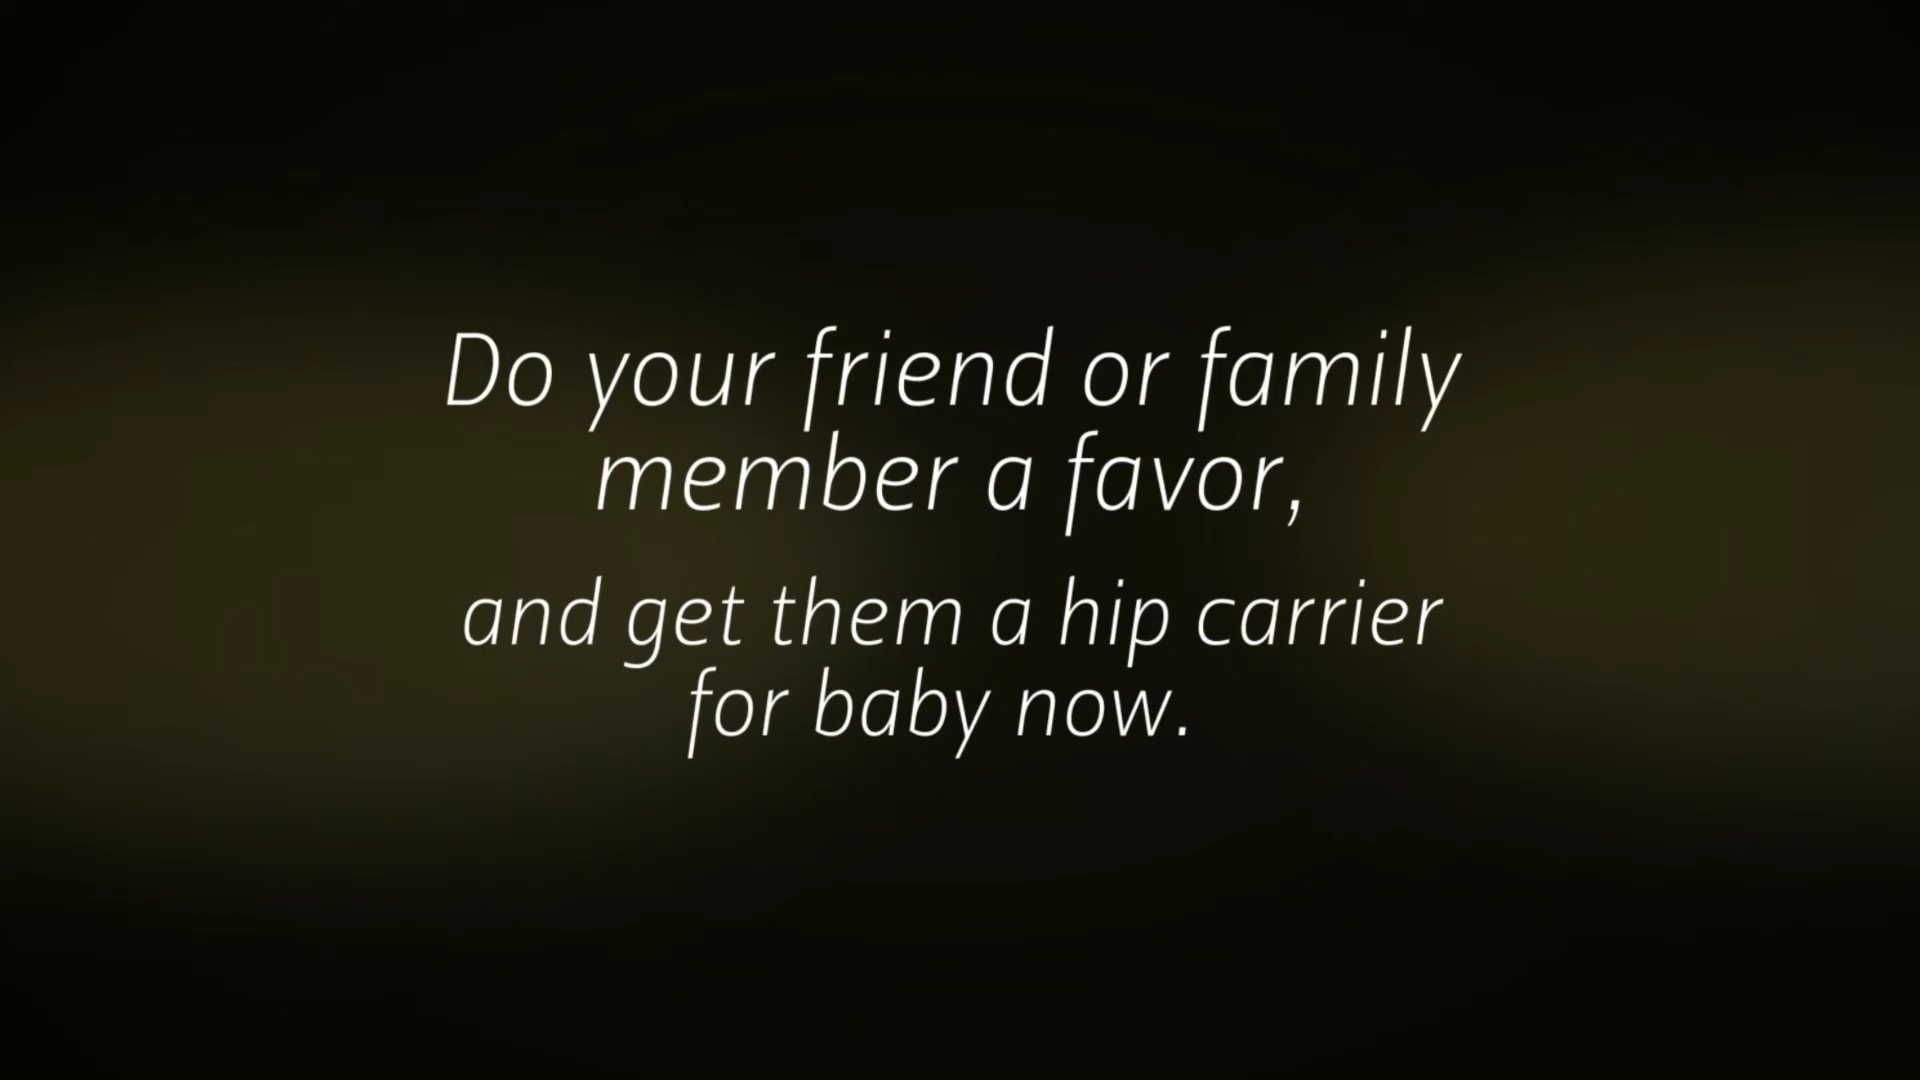 Do your friend or family
member a favor,
and get them a hip carrier
for baby now.